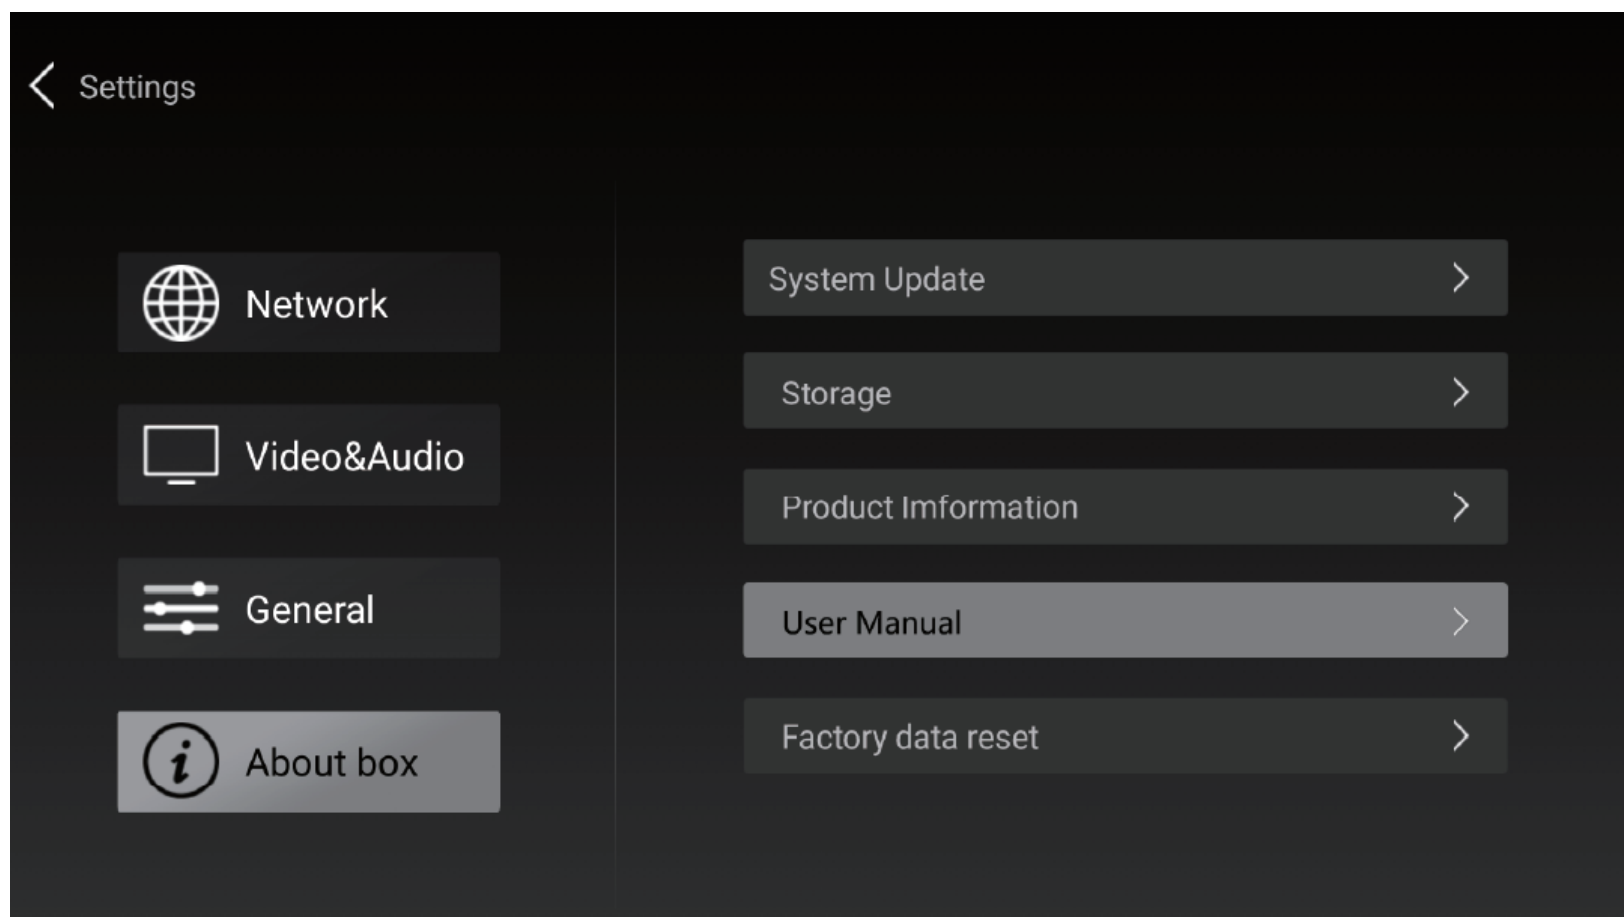 Settings
Network
Video&Audio
General
About box
System Update
Storage
Product Imformation
User Manual
Factory data reset